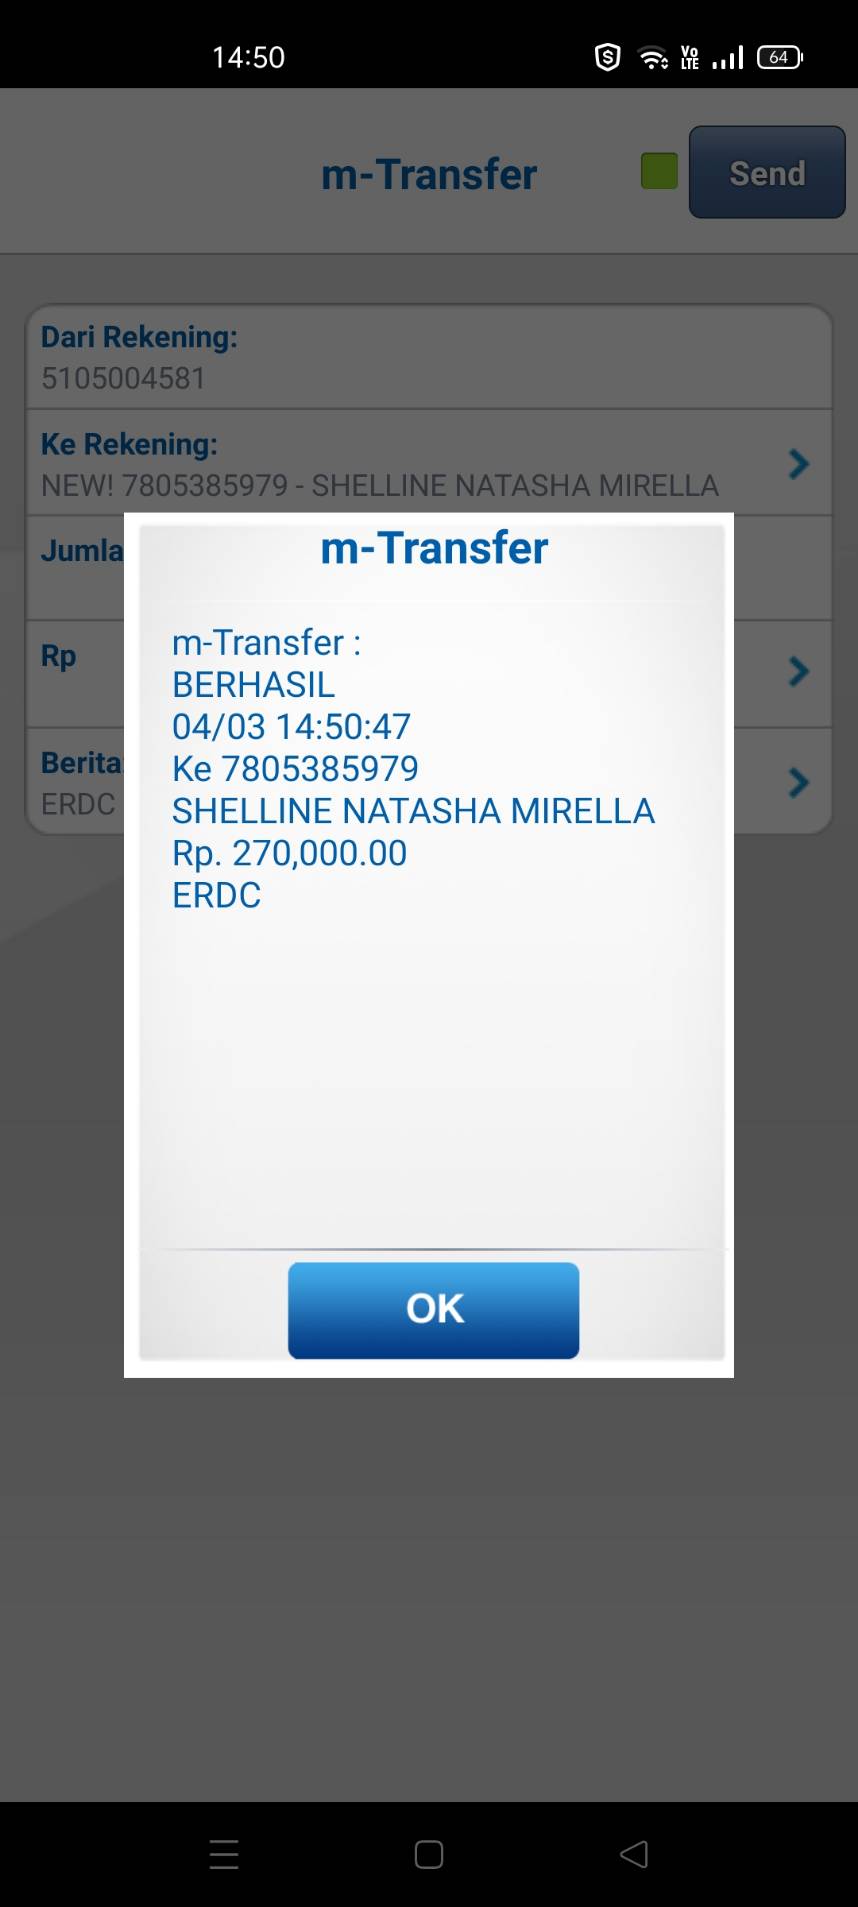 14:50
Vo
LTE
64
m-Transfer
Send
Dari Rekening:
5105004581
Ke Rekening:
NEW! 7805385979 - SHELLINE NATASHA MIRELLA
Jumla
Rp
Berita
ERDC
m-Transfer
m-Transfer :
BERHASIL
04/03 14:50:47
Ke 7805385979
SHELLINE NATASHA MIRELLA
Rp. 270,000.00
ERDC
OK